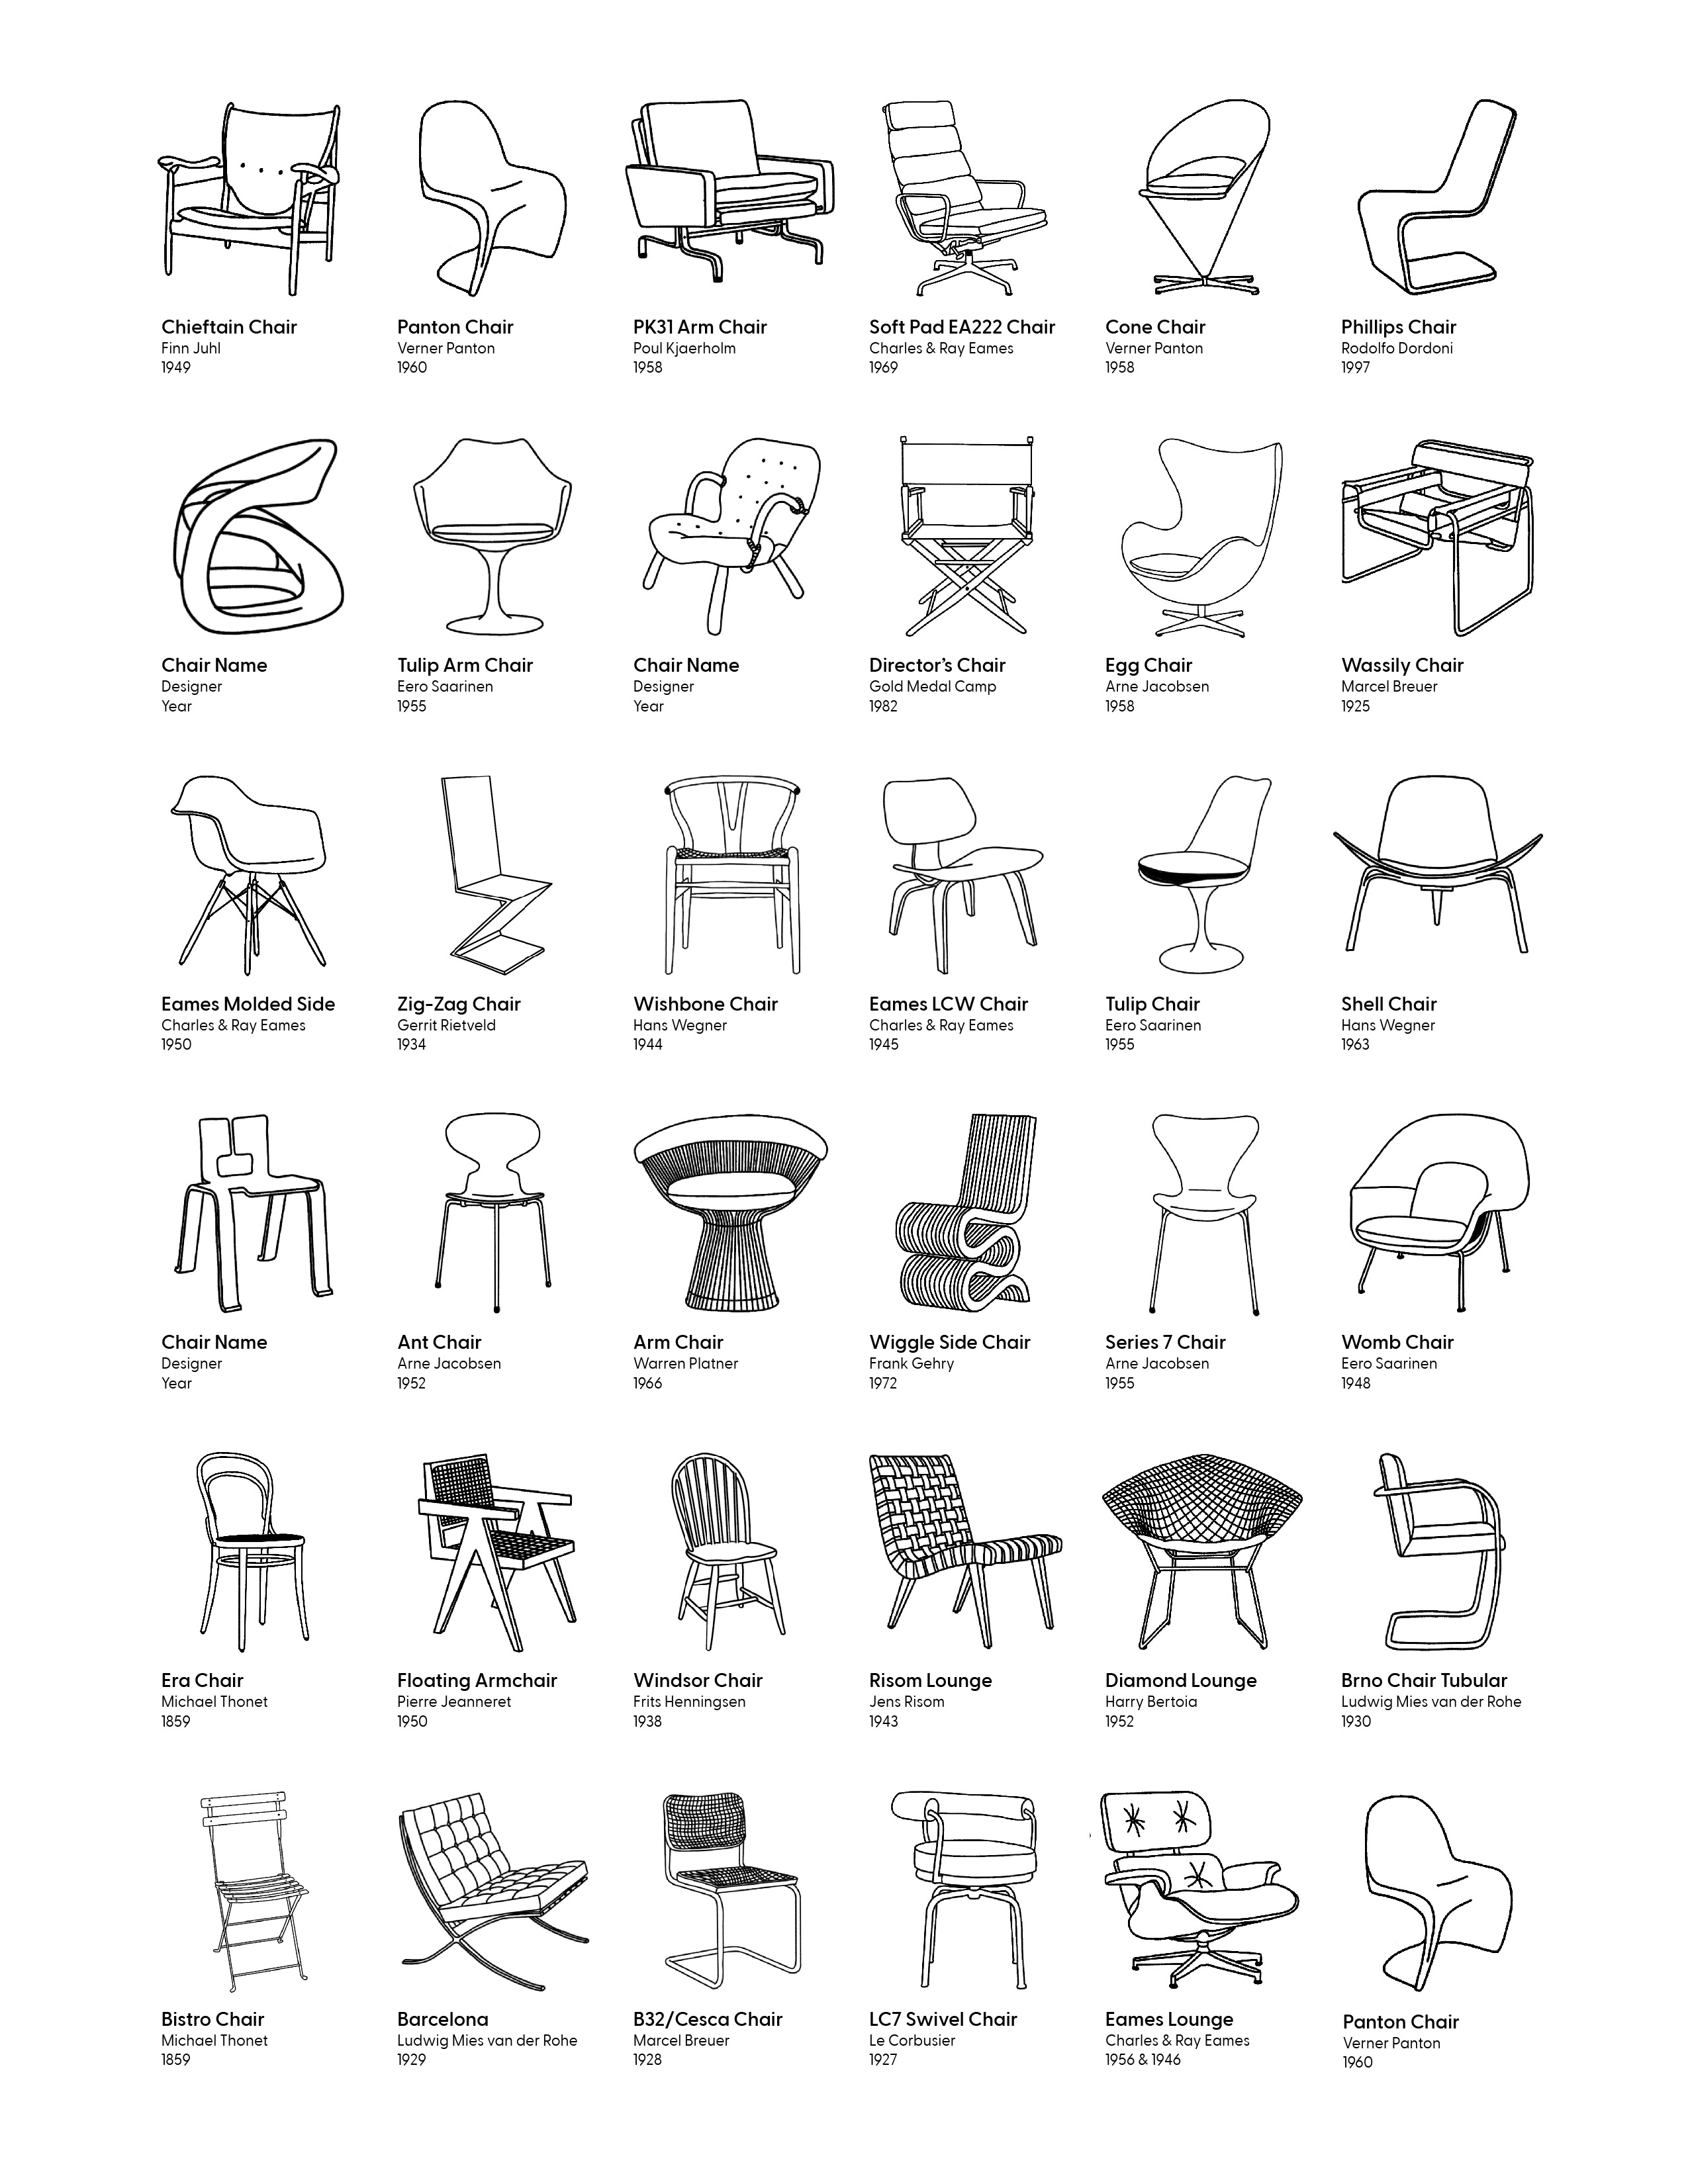 Chieftain Chair
Finn Juhl
1949
Panton Chair
Verner Panton
1960
PK31 Arm Chair
Poul Kjaerholm
1958
Soft Pad EA222 Chair
Charles & Ray Eames
1969
Cone Chair
Verner Panton
1958
Phillips Chair
Rodolfo Dordoni
1997
Chair Name
Designer
Year
Tulip Arm Chair
Eero Saarinen
1955
Chair Name
Designer
Year
Director's Chair
Gold Medal Camp
1982
Egg Chair
Arne Jacobsen
1958
Wassily Chair
Marcel Breuer
1925
Eames Molded Side
Charles & Ray Eames
1950
Zig-Zag Chair
Gerrit Rietveld
1934
Wishbone Chair
Hans Wegner
1944
Eames LCW Chair
Charles & Ray Eames
1945
Tulip Chair
Eero Saarinen
1955
Shell Chair
Hans Wegner
1963
Chair Name
Designer
Year
Ant Chair
Arne Jacobsen
1952
Arm Chair
Warren Platner
1966
Wiggle Side Chair
Frank Gehry
1972
Series 7 Chair
Arne Jacobsen
1955
Womb Chair
Eero Saarinen
1948
Era Chair
Michael Thonet
1859
Floating Armchair
Pierre Jeanneret
1950
Windsor Chair
Frits Henningsen
1938
Risom Lounge
Jens Risom
1943
Diamond Lounge
Harry Bertoia
1952
Brno Chair Tubular
Ludwig Mies van der Rohe
1930
Bistro Chair
Michael Thonet
1859
Barcelona
Ludwig Mies van der Rohe
1929
B32/Cesca Chair
Marcel Breuer
1928
LC7 Swivel Chair
Le Corbusier
1927
Eames Lounge
Charles & Ray Eames
1956 & 1946
Panton Chair
Verner Panton
1960